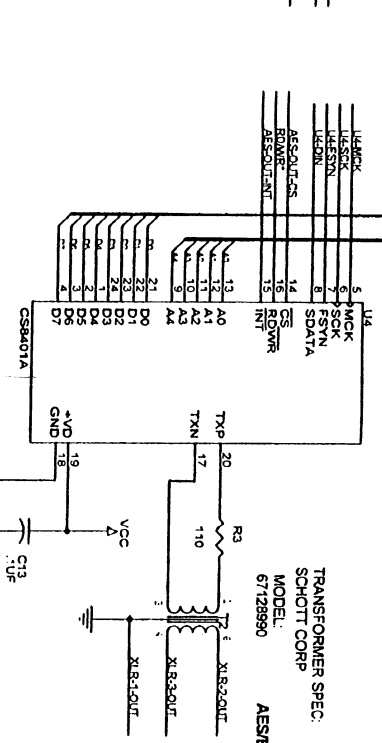 AES/
TRANSFORMER SPEC:
SCHOTT CORP
MODEL:
67128990
U4
U4-MCK 5 MCK
U4-SCK 6 SCK
U4-FSYN 7 FSYN
U4-DIN 8 SDATA
AES-OUT-CS 14 CS
RD/WR* 16 RD/WR
AES-OUT-INT 15 INT
R3
110
TXP 20
XLR-2-OUT
TXN 17
XLR-3-OUT
XLR-1-OUT
13 A0
12 A1
11 A2
10 A3
9 A4
21 D0
22 D1
23 D2
24 D3
1 D4
2 D5
3 D6
4 D7
+VD 19
GND 18
VCC
C13
.1UF
CS8401A